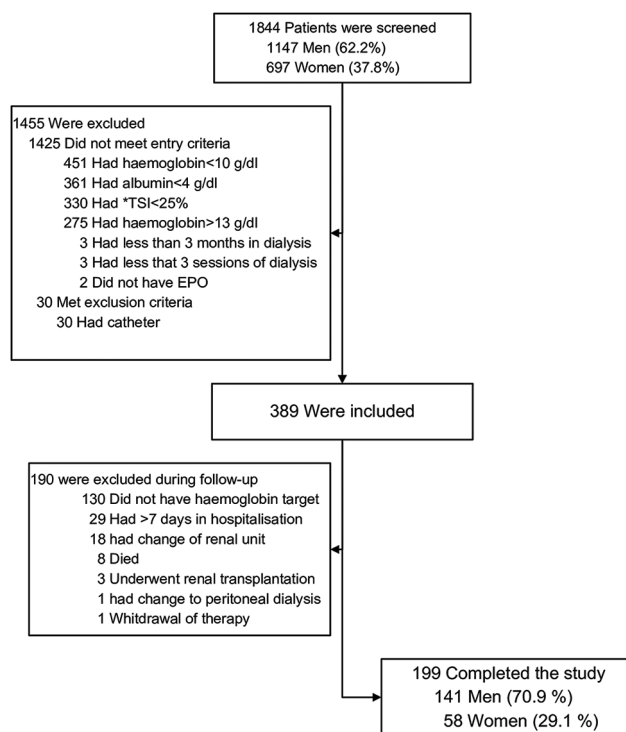 1844 Patients were screened
1147 Men (62.2%)
697 Women (37.8%)
1455 Were excluded
1425 Did not meet entry criteria
451 Had haemoglobin<10 g/dl
361 Had albumin<4 g/dl
330 Had *TSI<25%
275 Had haemoglobin>13 g/dl
3 Had less than 3 months in dialysis
3 Had less that 3 sessions of dialysis
2 Did not have EPO
30 Met exclusion criteria
30 Had catheter
389 Were included
190 were excluded during follow-up
130 Did not have haemoglobin target
29 Had >7 days in hospitalisation
18 had change of renal unit
8 Died
3 Underwent renal transplantation
1 had change to peritoneal dialysis
1 Whitdrawal of therapy
199 Completed the study
141 Men (70.9 %)
58 Women (29.1 %)